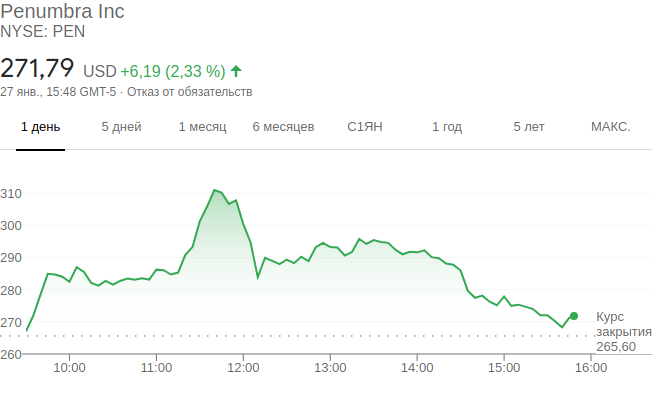 Penumbra Inc
NYSE: PEN
271,79 USD +6,19 (2,33 %)
27 янв., 15:48 GMT-5 · Отказ от обязательств
1 день 5 дней 1 месяц 6 месяцев С1ЯН 1 год 5 лет МАКС.
310
300
290
280
270
260
Курс
закрытия
265,60
10:00 11:00 12:00 13:00 14:00 15:00 16:00